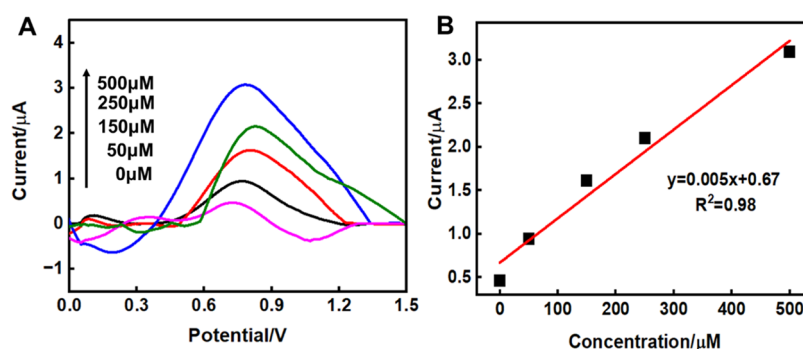 A
4
3
2
1
0
−1
Current/μA
500μM
250μM
150μM
50μM
0μM
0.0 0.3 0.6 0.9 1.2 1.5
Potential/V
B
3.0
2.5
2.0
1.5
1.0
0.5
Current/μA
y=0.005x+0.67
R²=0.98
0 100 200 300 400 500
Concentration/μM